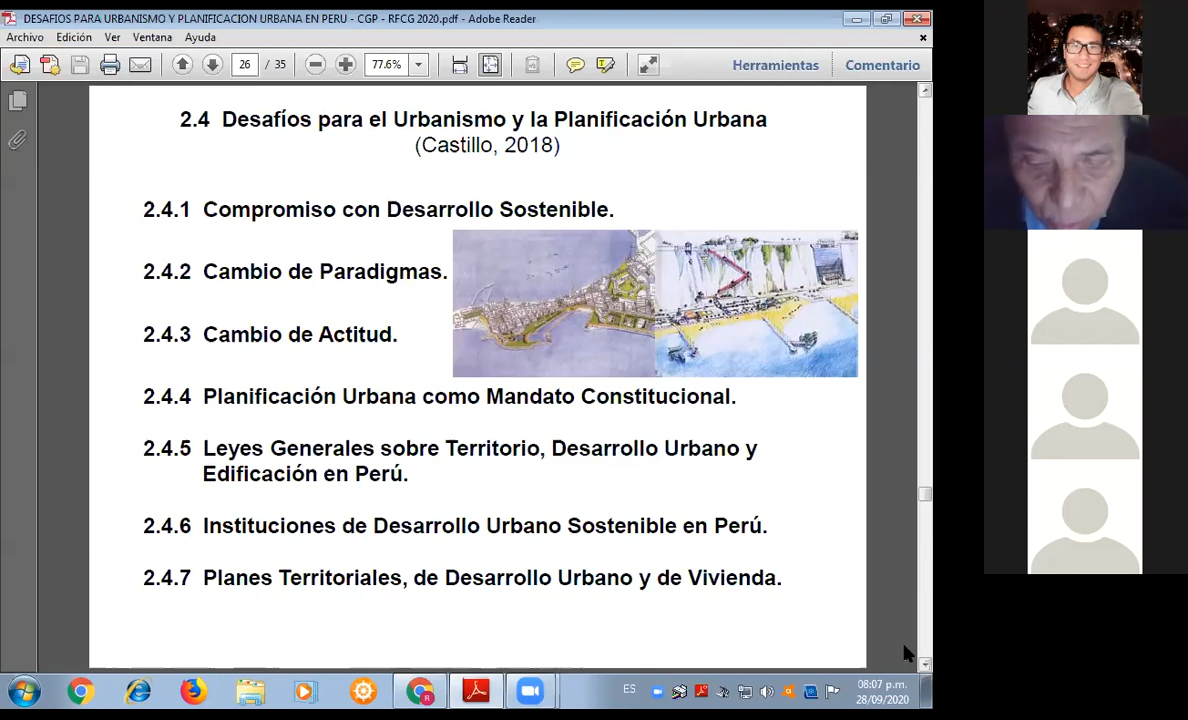 DESAFIOS PARA URBANISMO Y PLANIFICACION URBANA EN PERU - CGP - RFCG 2020.pdf - Adobe Reader
Archivo Edición Ver Ventana Ayuda
26 / 35 77.6% Herramientas Comentario
2.4 Desafíos para el Urbanismo y la Planificación Urbana
(Castillo, 2018)
2.4.1 Compromiso con Desarrollo Sostenible.
2.4.2 Cambio de Paradigmas.
2.4.3 Cambio de Actitud.
2.4.4 Planificación Urbana como Mandato Constitucional.
2.4.5 Leyes Generales sobre Territorio, Desarrollo Urbano y
Edificación en Perú.
2.4.6 Instituciones de Desarrollo Urbano Sostenible en Perú.
2.4.7 Planes Territoriales, de Desarrollo Urbano y de Vivienda.
ES 08:07 p.m.
28/09/2020